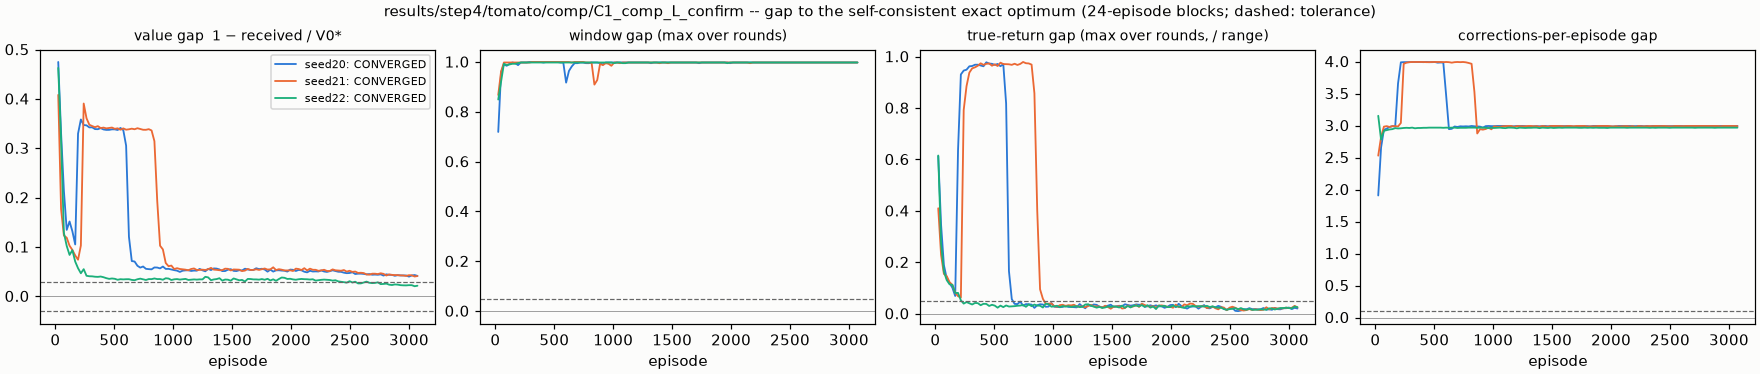 results/step4/tomato/comp/C1_comp_L_confirm -- gap to the self-consistent exact optimum (24-episode blocks; dashed: tolerance)
value gap  1 − received / V0*
0.5
0.4
0.3
0.2
0.1
0.0
seed20: CONVERGED
seed21: CONVERGED
seed22: CONVERGED
0 500 1000 1500 2000 2500 3000
episode
window gap (max over rounds)
1.0
0.8
0.6
0.4
0.2
0.0
0 500 1000 1500 2000 2500 3000
episode
true-return gap (max over rounds, / range)
1.0
0.8
0.6
0.4
0.2
0.0
0 500 1000 1500 2000 2500 3000
episode
corrections-per-episode gap
4.0
3.5
3.0
2.5
2.0
1.5
1.0
0.5
0.0
0 500 1000 1500 2000 2500 3000
episode